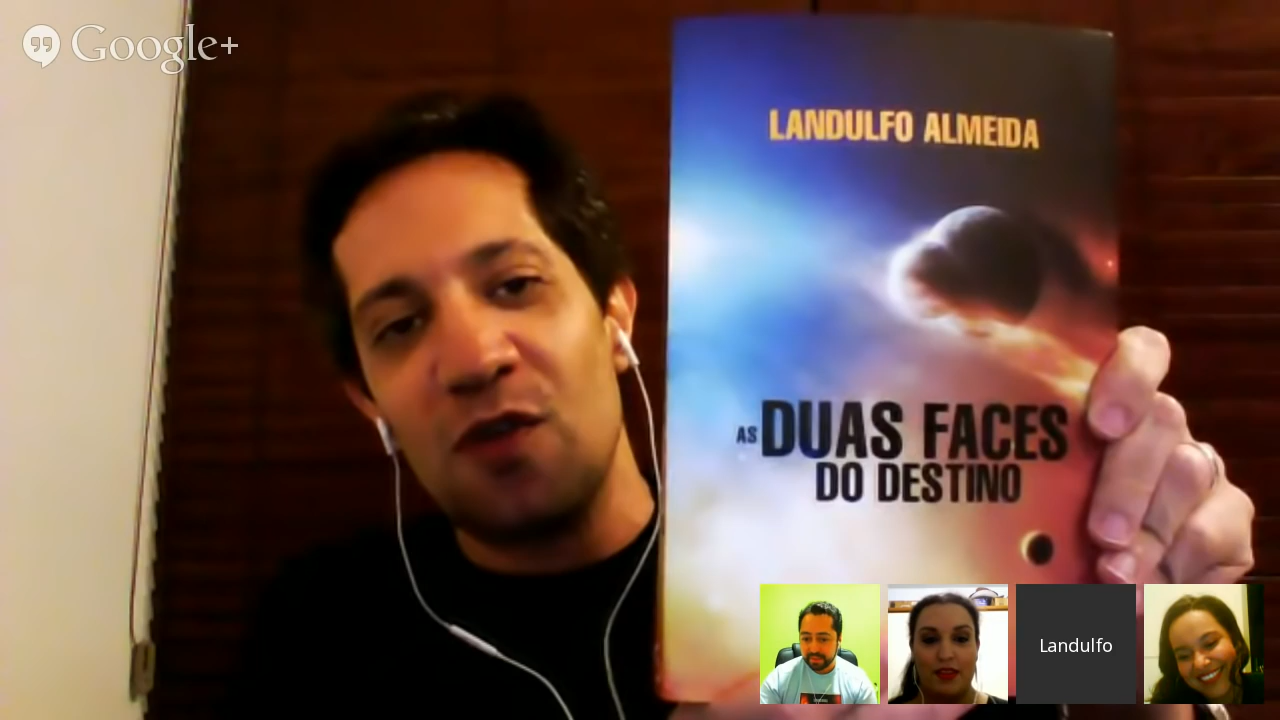 Google+
LANDULFO ALMEIDA
AS DUAS FACES
DO DESTINO
Landulfo